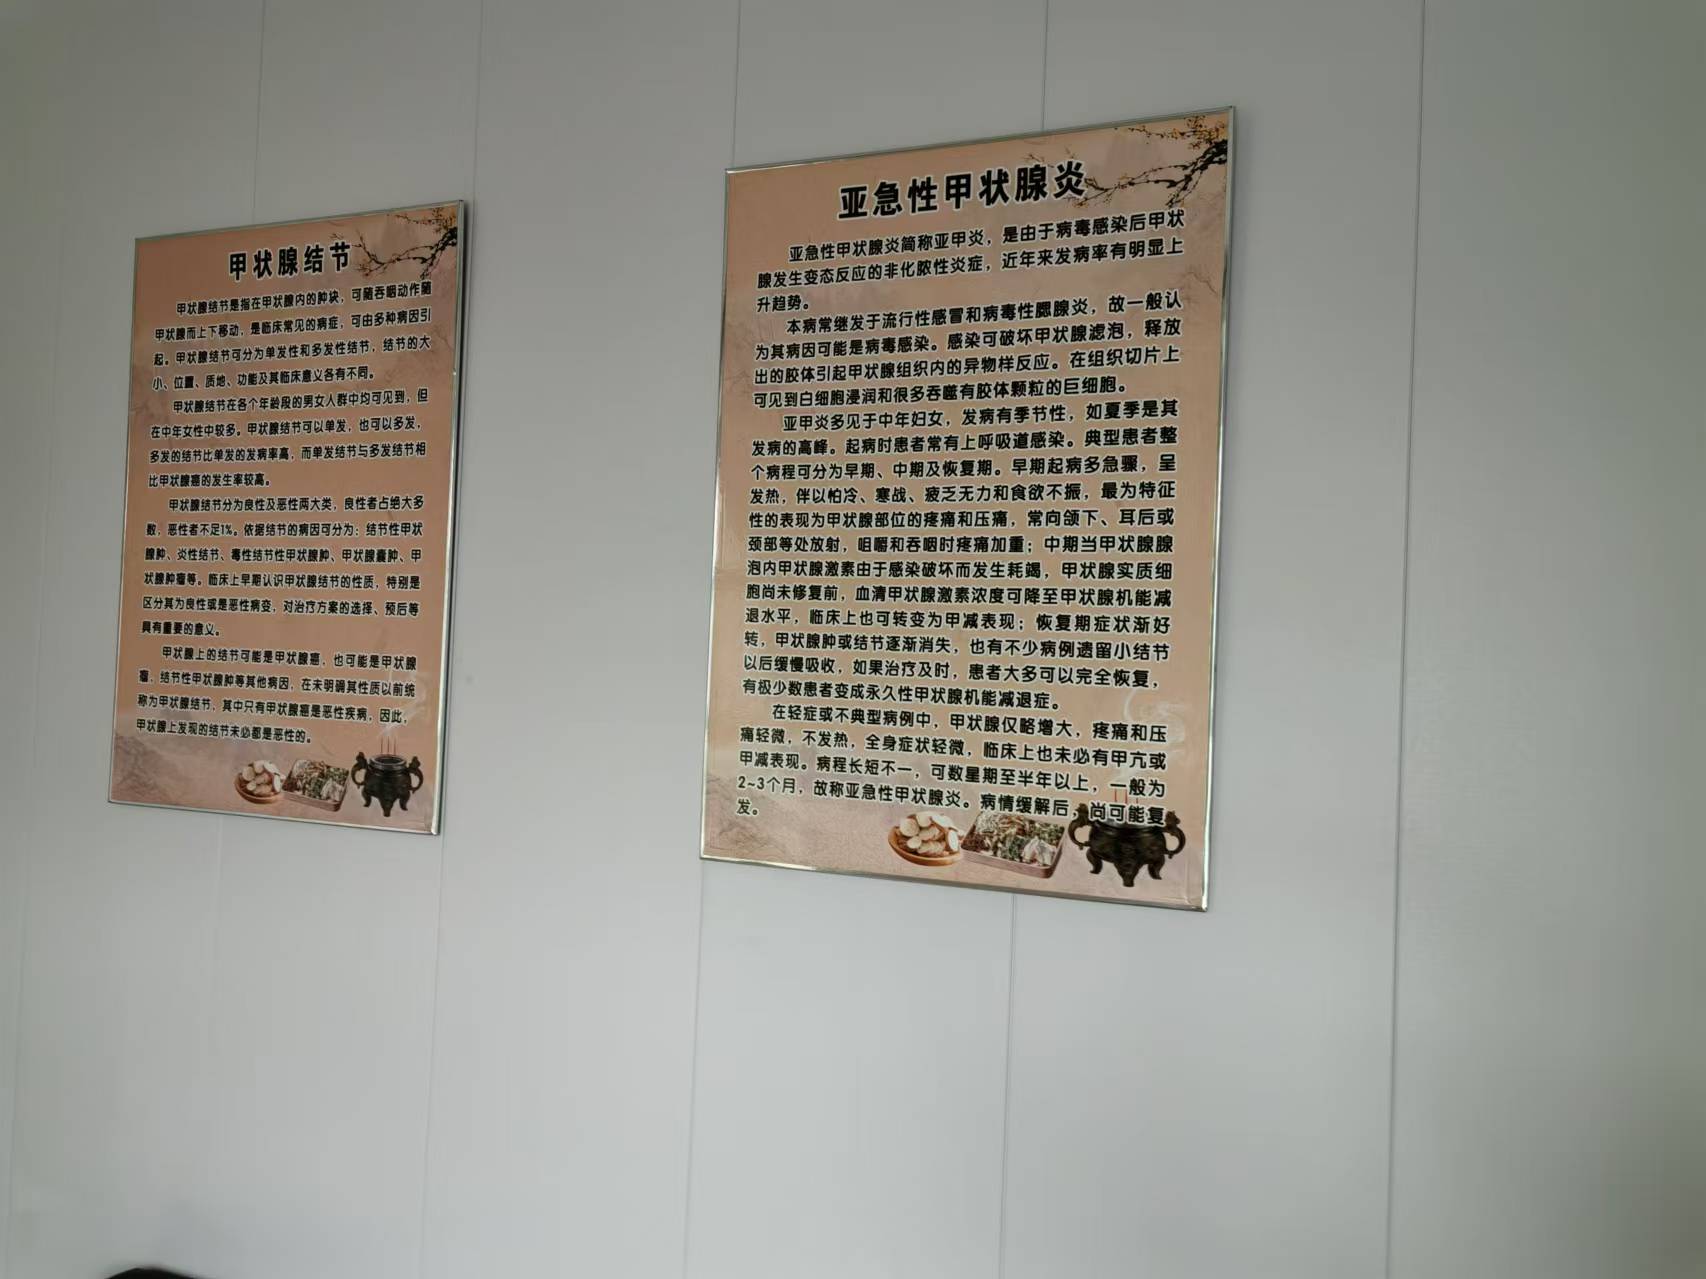 甲状腺结节
甲状腺结节是指在甲状腺内的肿块，可随吞咽动作随
甲状腺而上下移动，是临床常见的病症，可由多种病因引
起。甲状腺结节可分为单发性和多发性结节，结节的大
小、位置、质地、功能及其临床意义各有不同。
甲状腺结节在各个年龄段的男女人群中均可见到，但
在中年女性中较多。甲状腺结节可以单发，也可以多发，
多发的结节比单发的发病率高，而单发结节与多发结节相
比甲状腺癌的发生率较高。
甲状腺结节分为良性及恶性两大类，良性者占绝大多
数，恶性者不足1%。依据结节的病因可分为：结节性甲状
腺肿、炎性结节、毒性结节性甲状腺肿、甲状腺囊肿、甲
状腺肿瘤等。临床上早期认识甲状腺结节的性质，特别是
区分其为良性或是恶性病变，对治疗方案的选择、预后等
具有重要的意义。
甲状腺上的结节可能是甲状腺癌，也可能是甲状腺
瘤，结节性甲状腺肿等其他病因，在未明确其性质以前统
称为甲状腺结节，其中只有甲状腺癌是恶性疾病，因此，
甲状腺上发现的结节未必都是恶性的。
亚急性甲状腺炎
亚急性甲状腺炎简称亚甲炎，是由于病毒感染后甲状
腺发生变态反应的非化脓性炎症，近年来发病率有明显上
升趋势。
本病常继发于流行性感冒和病毒性腮腺炎，故一般认
为其病因可能是病毒感染。感染可破坏甲状腺滤泡，释放
出的胶体引起甲状腺组织内的异物样反应。在组织切片上
可见到白细胞浸润和很多吞噬有胶体颗粒的巨细胞。
亚甲炎多见于中年妇女，发病有季节性，如夏季是其
发病的高峰。起病时患者常有上呼吸道感染。典型患者整
个病程可分为早期、中期及恢复期。早期起病多急骤，呈
发热，伴以怕冷、寒战、疲乏无力和食欲不振，最为特征
性的表现为甲状腺部位的疼痛和压痛，常向颌下、耳后或
颈部等处放射，咀嚼和吞咽时疼痛加重；中期当甲状腺腺
泡内甲状腺激素由于感染破坏而发生耗竭，甲状腺实质细
胞尚未修复前，血清甲状腺激素浓度可降至甲状腺机能减
退水平，临床上也可转变为甲减表现；恢复期症状渐好
转，甲状腺肿或结节逐渐消失，也有不少病例遗留小结节
以后缓慢吸收，如果治疗及时，患者大多可以完全恢复，
有极少数患者变成永久性甲状腺机能减退症。
在轻症或不典型病例中，甲状腺仅略增大，疼痛和压
痛轻微，不发热，全身症状轻微，临床上也未必有甲亢或
甲减表现。病程长短不一，可数星期至半年以上，一般为
2~3个月，故称亚急性甲状腺炎。病情缓解后，尚可能复
发。